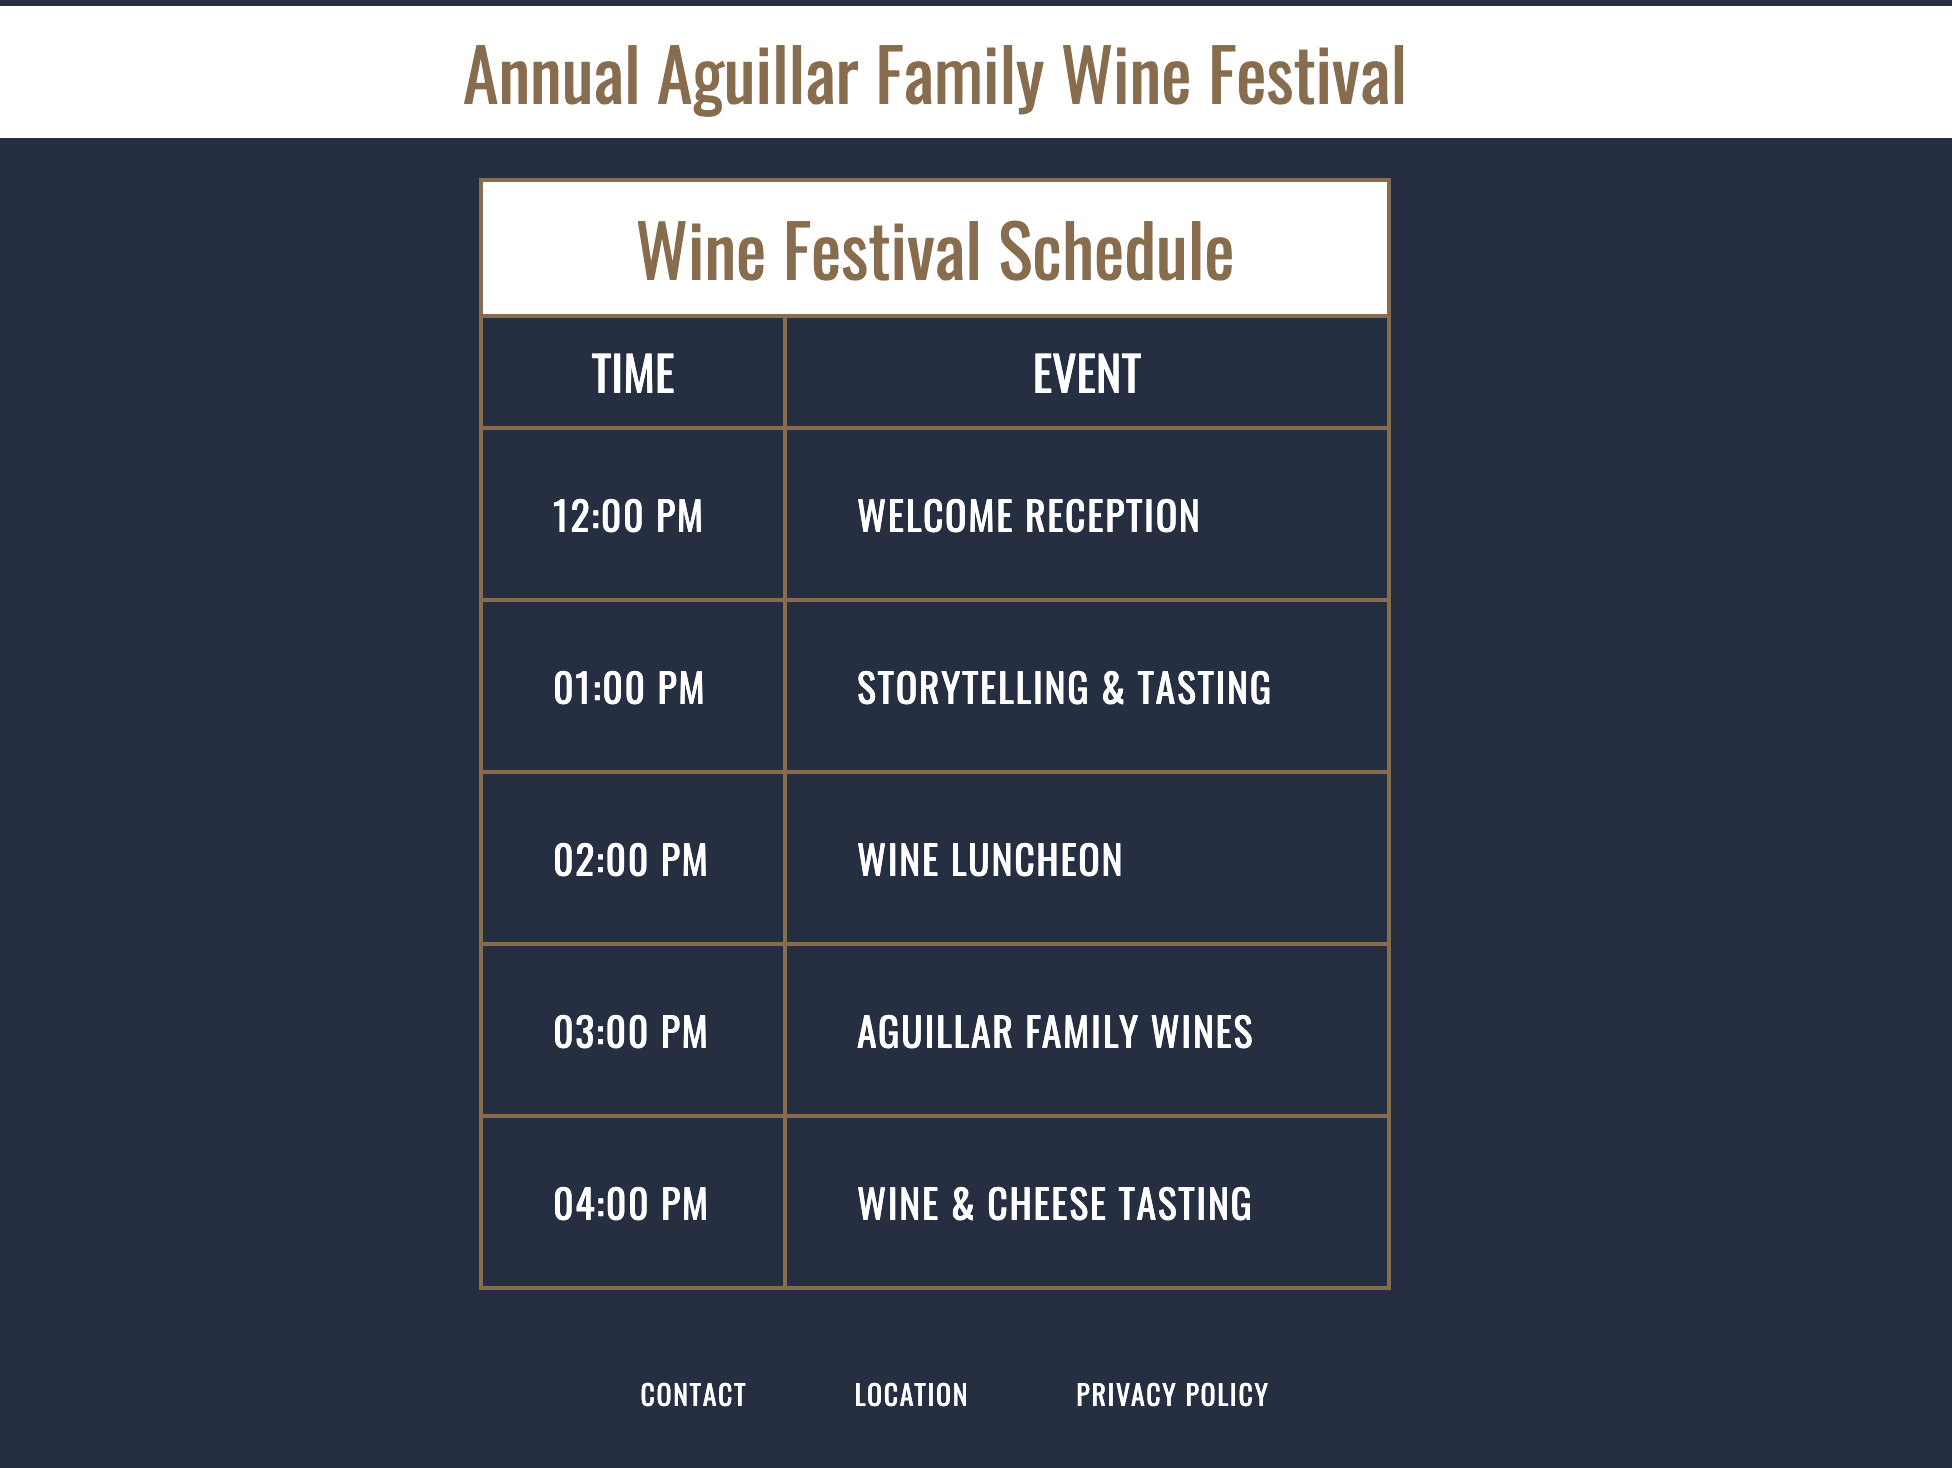 Annual Aguillar Family Wine Festival
Wine Festival Schedule
TIME EVENT
12:00 PM WELCOME RECEPTION
01:00 PM STORYTELLING & TASTING
02:00 PM WINE LUNCHEON
03:00 PM AGUILLAR FAMILY WINES
04:00 PM WINE & CHEESE TASTING
CONTACT LOCATION PRIVACY POLICY